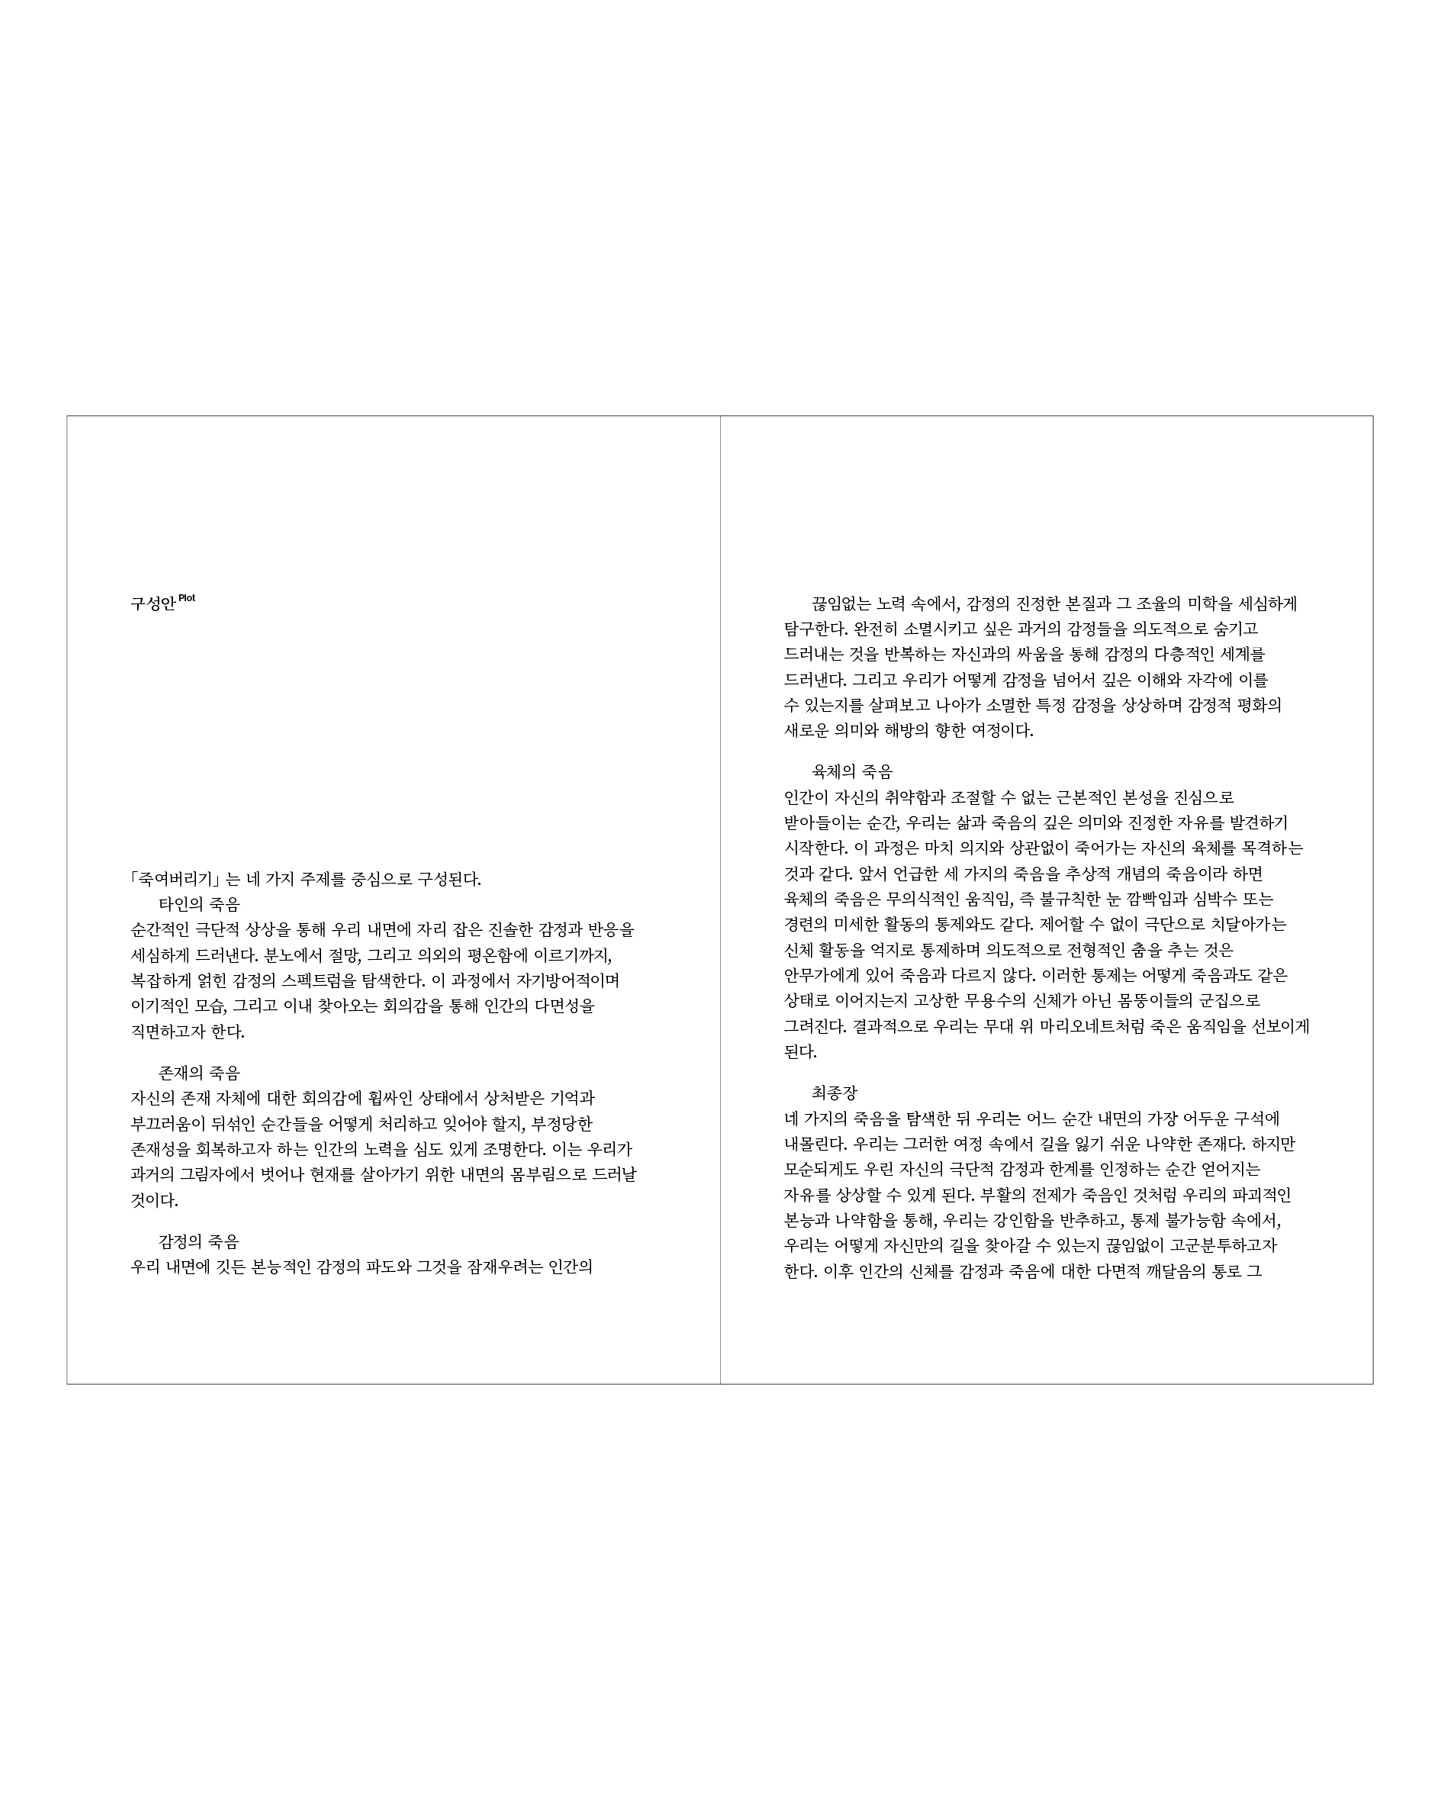 구성안 Plot
「죽여버리기」는 네 가지 주제를 중심으로 구성된다.
타인의 죽음
순간적인 극단적 상상을 통해 우리 내면에 자리 잡은 진솔한 감정과 반응을
세심하게 드러낸다. 분노에서 절망, 그리고 의외의 평온함에 이르기까지,
복잡하게 얽힌 감정의 스펙트럼을 탐색한다. 이 과정에서 자기방어적이며
이기적인 모습, 그리고 이내 찾아오는 회의감을 통해 인간의 다면성을
직면하고자 한다.
존재의 죽음
자신의 존재 자체에 대한 회의감에 휩싸인 상태에서 상처받은 기억과
부끄러움이 뒤섞인 순간들을 어떻게 처리하고 잊어야 할지, 부정당한
존재성을 회복하고자 하는 인간의 노력을 심도 있게 조명한다. 이는 우리가
과거의 그림자에서 벗어나 현재를 살아가기 위한 내면의 몸부림으로 드러날
것이다.
감정의 죽음
우리 내면에 깃든 본능적인 감정의 파도와 그것을 잠재우려는 인간의
끊임없는 노력 속에서, 감정의 진정한 본질과 그 조율의 미학을 세심하게
탐구한다. 완전히 소멸시키고 싶은 과거의 감정들을 의도적으로 숨기고
드러내는 것을 반복하는 자신과의 싸움을 통해 감정의 다층적인 세계를
드러낸다. 그리고 우리가 어떻게 감정을 넘어서 깊은 이해와 자각에 이를
수 있는지를 살펴보고 나아가 소멸한 특정 감정을 상상하며 감정적 평화의
새로운 의미와 해방의 향한 여정이다.
육체의 죽음
인간이 자신의 취약함과 조절할 수 없는 근본적인 본성을 진심으로
받아들이는 순간, 우리는 삶과 죽음의 깊은 의미와 진정한 자유를 발견하기
시작한다. 이 과정은 마치 의지와 상관없이 죽어가는 자신의 육체를 목격하는
것과 같다. 앞서 언급한 세 가지의 죽음을 추상적 개념의 죽음이라 하면
육체의 죽음은 무의식적인 움직임, 즉 불규칙한 눈 깜빡임과 심박수 또는
경련의 미세한 활동의 통제와도 같다. 제어할 수 없이 극단으로 치달아가는
신체 활동을 억지로 통제하며 의도적으로 전형적인 춤을 추는 것은
안무가에게 있어 죽음과 다르지 않다. 이러한 통제는 어떻게 죽음과도 같은
상태로 이어지는지 고상한 무용수의 신체가 아닌 몸뚱이들의 군집으로
그려진다. 결과적으로 우리는 무대 위 마리오네트처럼 죽은 움직임을 선보이게
된다.
최종장
네 가지의 죽음을 탐색한 뒤 우리는 어느 순간 내면의 가장 어두운 구석에
내몰린다. 우리는 그러한 여정 속에서 길을 잃기 쉬운 나약한 존재다. 하지만
모순되게도 우린 자신의 극단적 감정과 한계를 인정하는 순간 얻어지는
자유를 상상할 수 있게 된다. 부활의 전제가 죽음인 것처럼 우리의 파괴적인
본능과 나약함을 통해, 우리는 강인함을 반추하고, 통제 불가능함 속에서,
우리는 어떻게 자신만의 길을 찾아갈 수 있는지 끊임없이 고군분투하고자
한다. 이후 인간의 신체를 감정과 죽음에 대한 다면적 깨달음의 통로 그